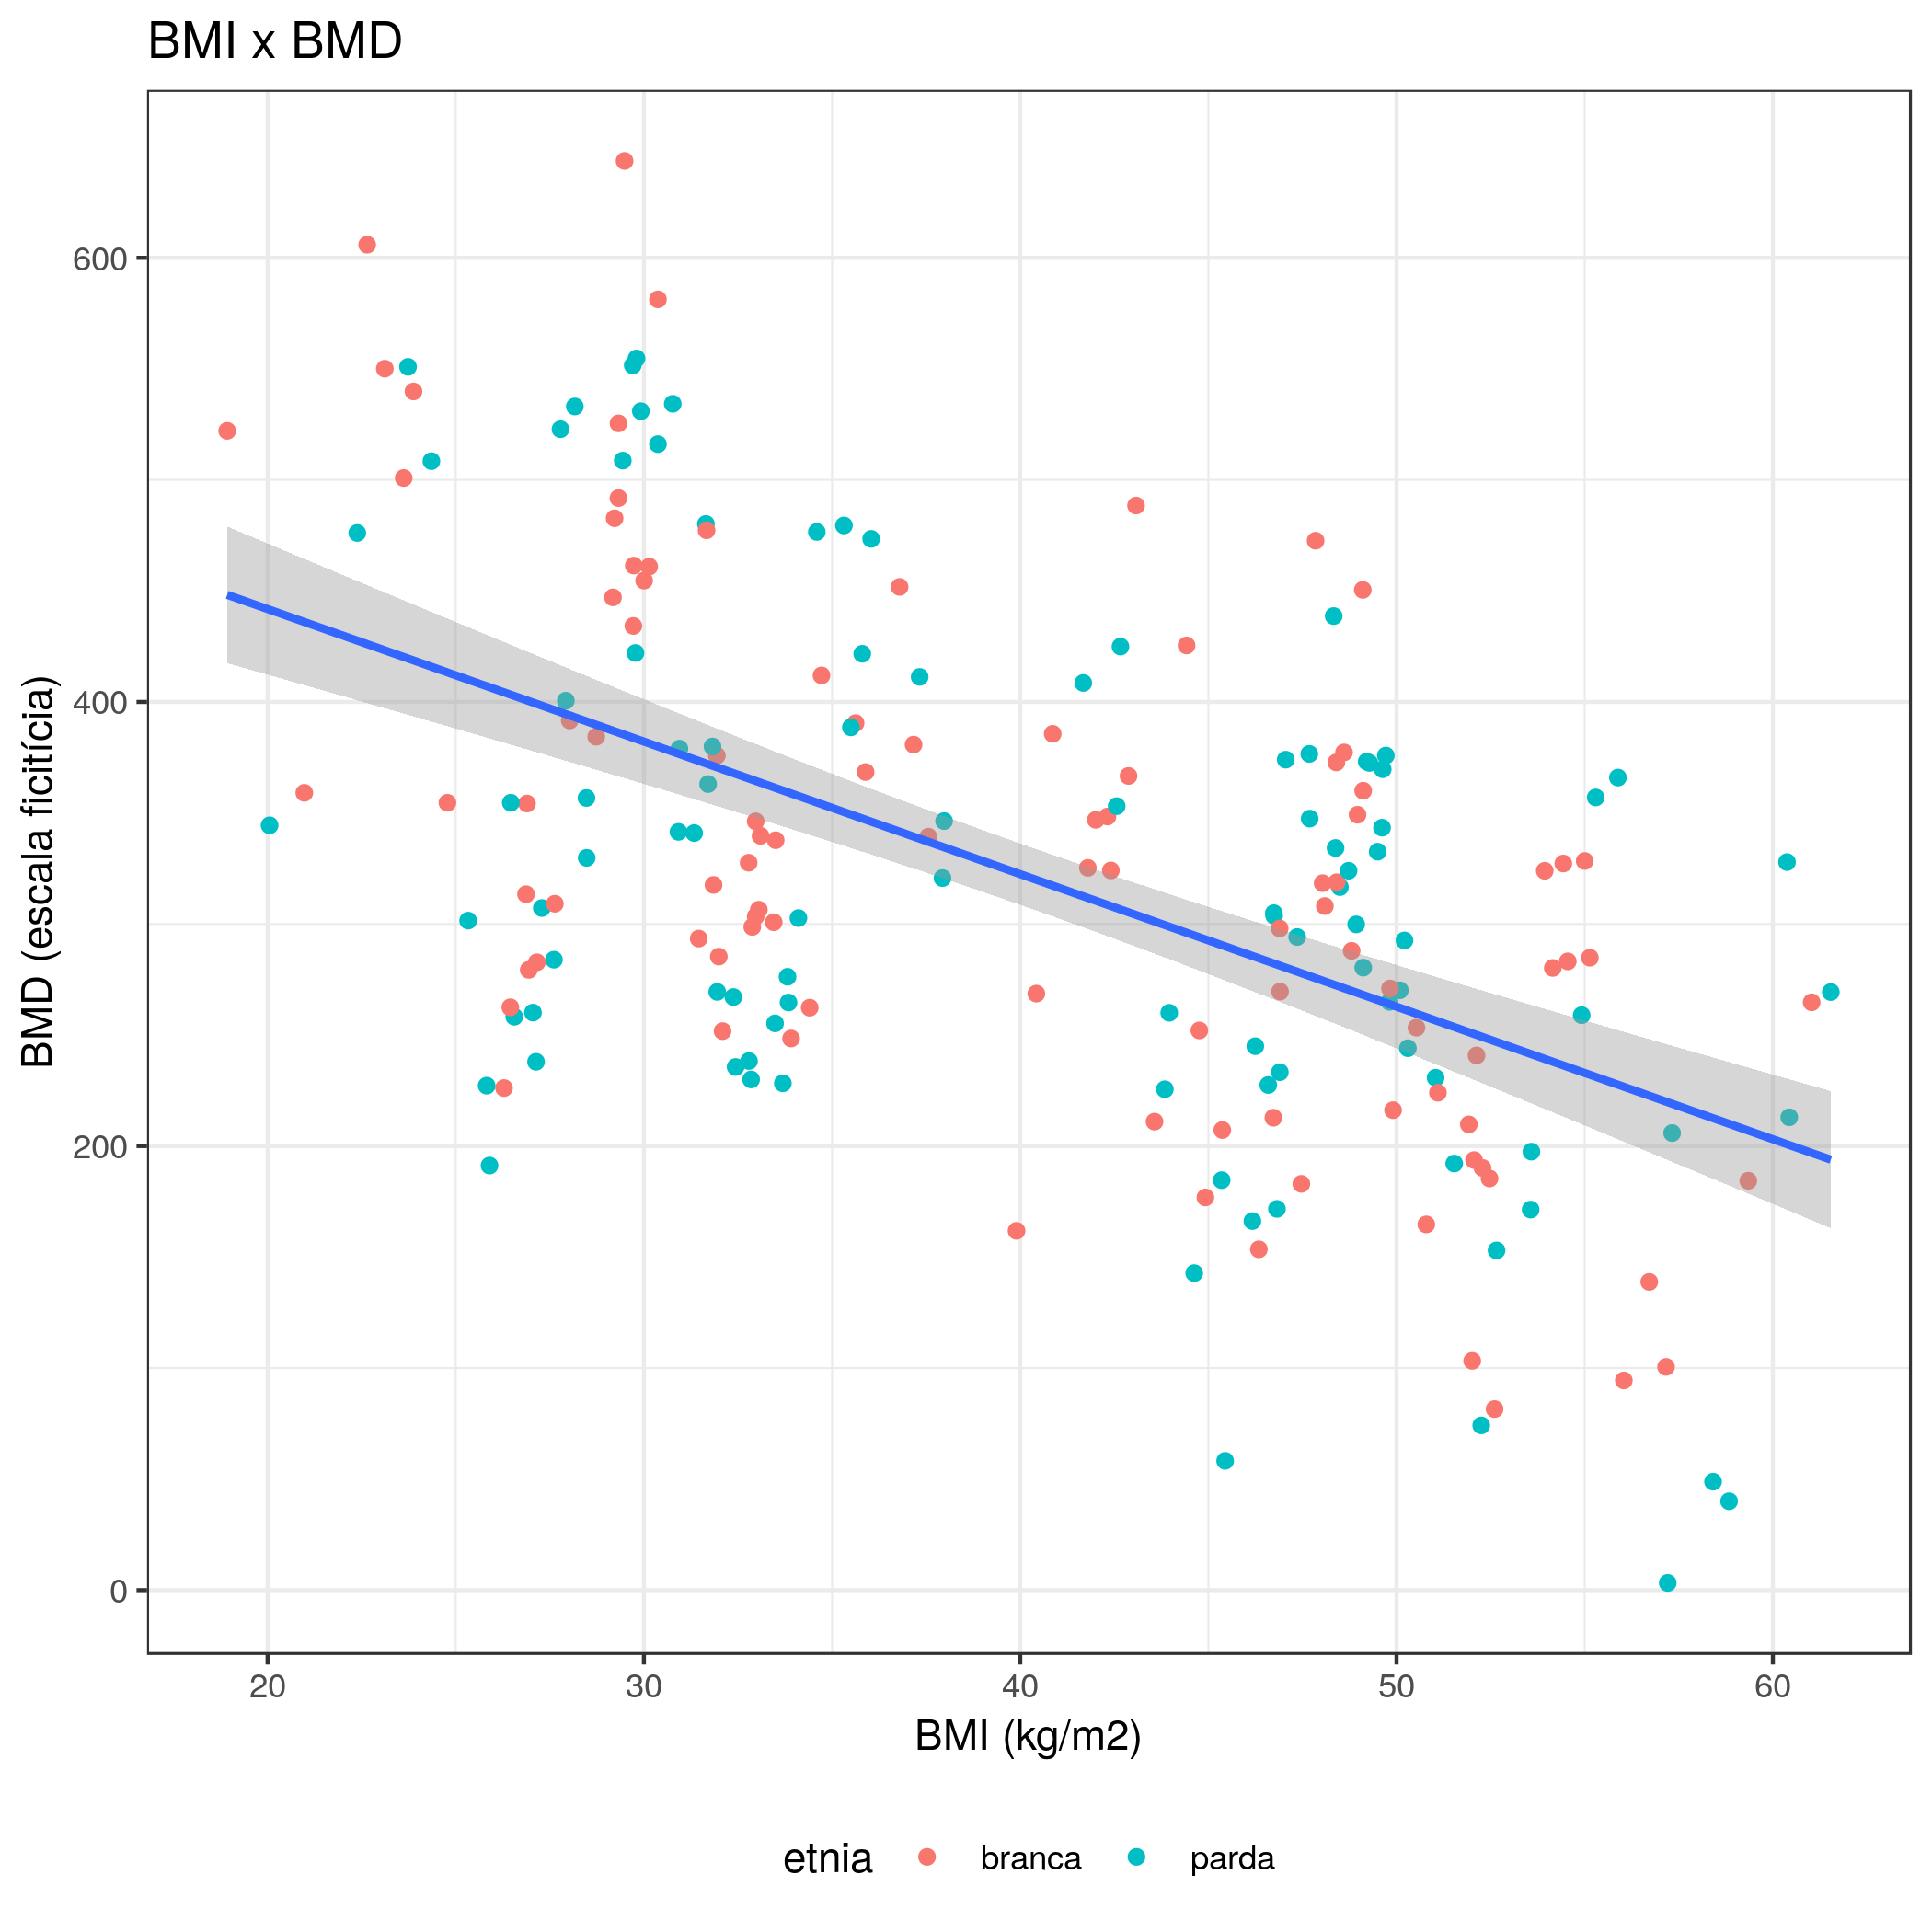 BMI x BMD
600
400
200
0
BMD (escala ficitícia)
20 30 40 50 60
BMI (kg/m2)
etnia branca parda